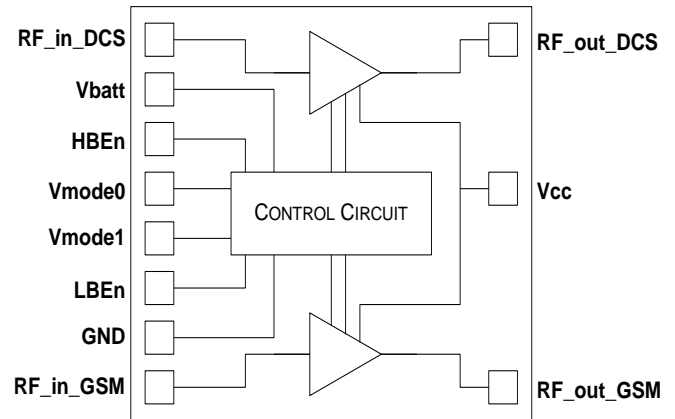 RF_in_DCS
RF_out_DCS
Vbatt
HBEn
Vmode0
Vcc
CONTROL CIRCUIT
Vmode1
LBEn
GND
RF_in_GSM
RF_out_GSM